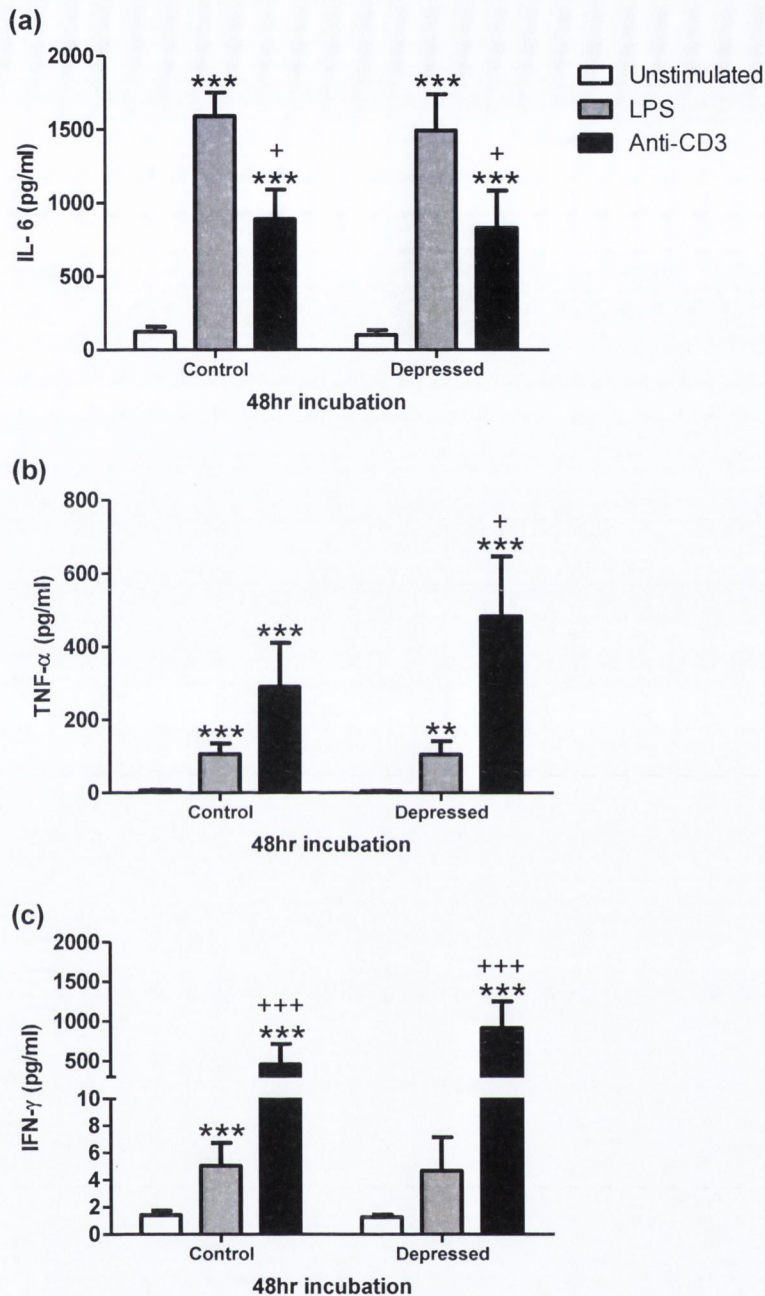 (a)
2000
1500
1000
500
0
IL- 6 (pg/ml)
***
+
***
***
+
***
Control
Depressed
48hr incubation
Unstimulated
LPS
Anti-CD3
(b)
800
600
400
200
0
TNF-α (pg/ml)
***
***
**
+
***
Control
Depressed
48hr incubation
(c)
2000
1500
1000
500
10
8
6
4
2
0
IFN-γ (pg/ml)
***
+++
***
+++
***
Control
Depressed
48hr incubation